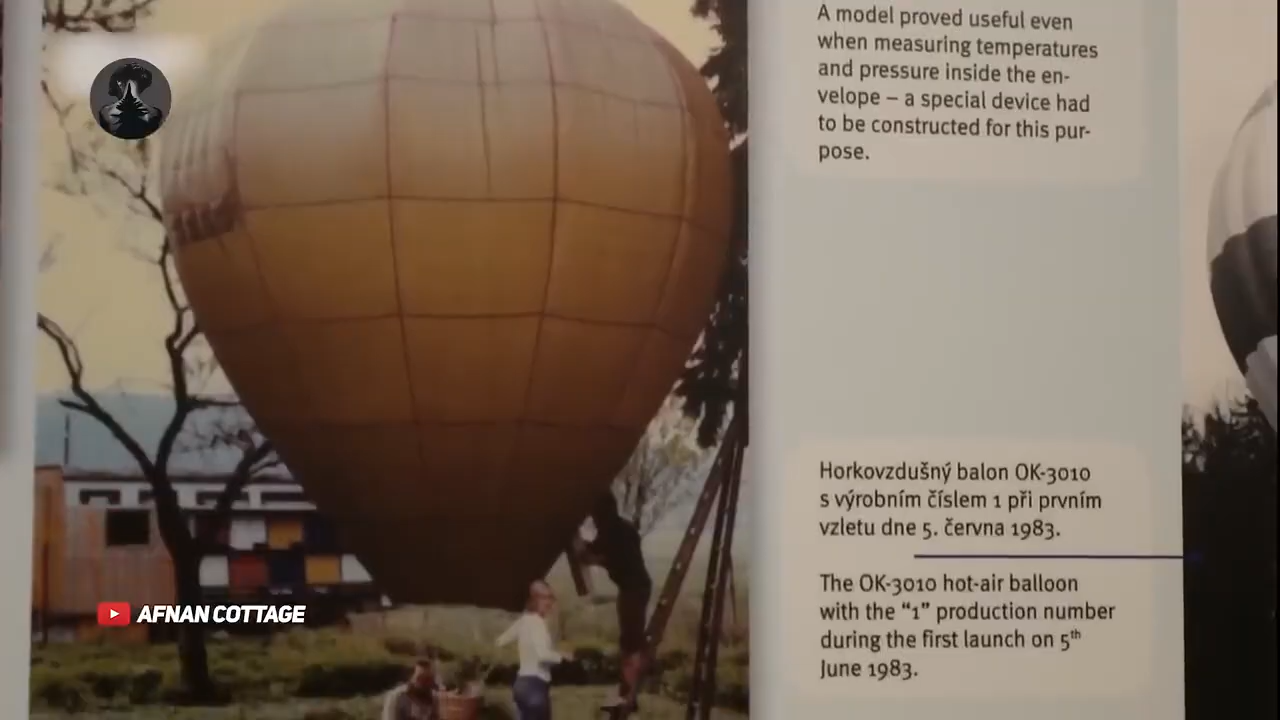 A model proved useful even
when measuring temperatures
and pressure inside the en-
velope – a special device had
to be constructed for this pur-
pose.
Horkovzdušný balon OK-3010
s výrobním číslem 1 při prvním
vzletu dne 5. června 1983.
The OK-3010 hot-air balloon
with the “1” production number
during the first launch on 5th
June 1983.
AFNAN COTTAGE